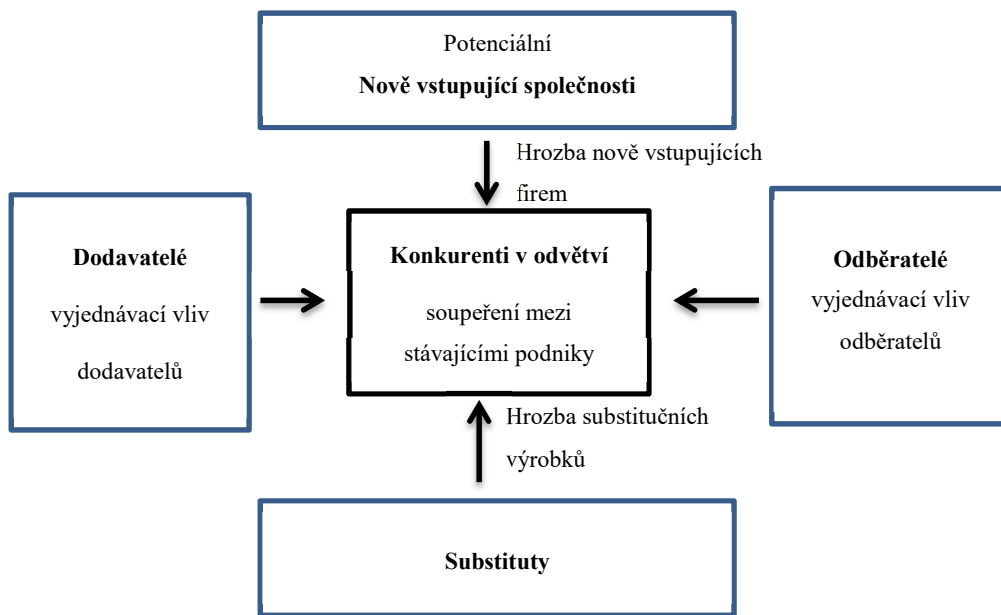 Potenciální
Nově vstupující společnosti
Hrozba nově vstupujících
firem
Dodavatelé
vyjednávací vliv
dodavatelů
Konkurenti v odvětví
soupeření mezi
stávajícími podniky
Odběratelé
vyjednávací vliv
odběratelů
Hrozba substitučních
výrobků
Substituty